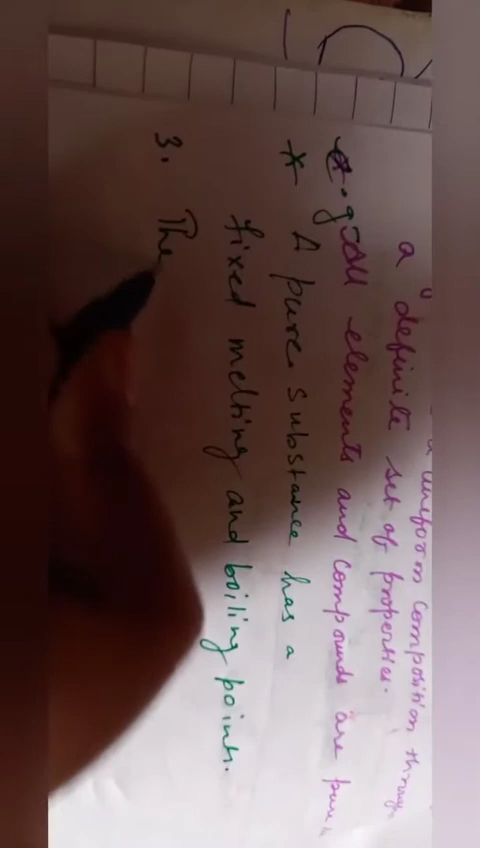 uniform composition through
a definite set of properties.
e.g. All elements and compounds are pure
* A pure substance has a
fixed melting and boiling points.
3. The